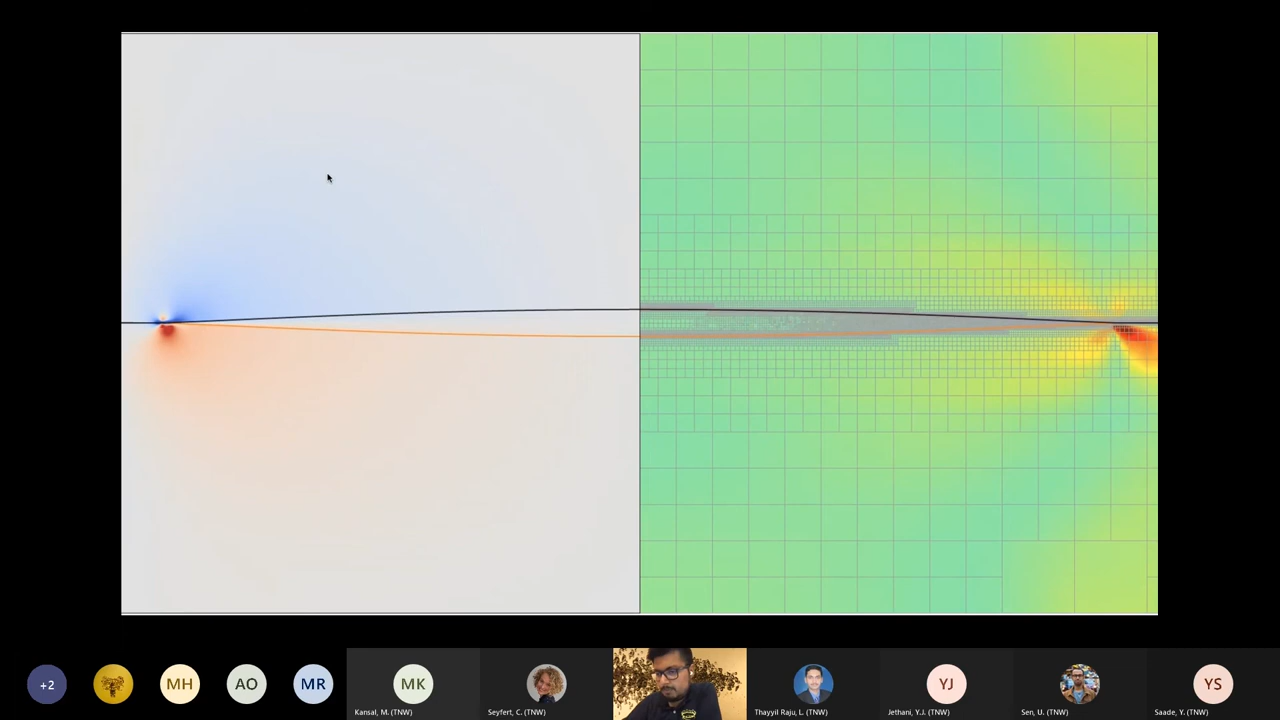 +2
MH
AO
MR
MK
Kansal, M. (TNW)
Seyfert, C. (TNW)
Thayyil Raju, L. (TNW)
YJ
Jethani, Y.J. (TNW)
Sen, U. (TNW)
YS
Saade, Y. (TNW)